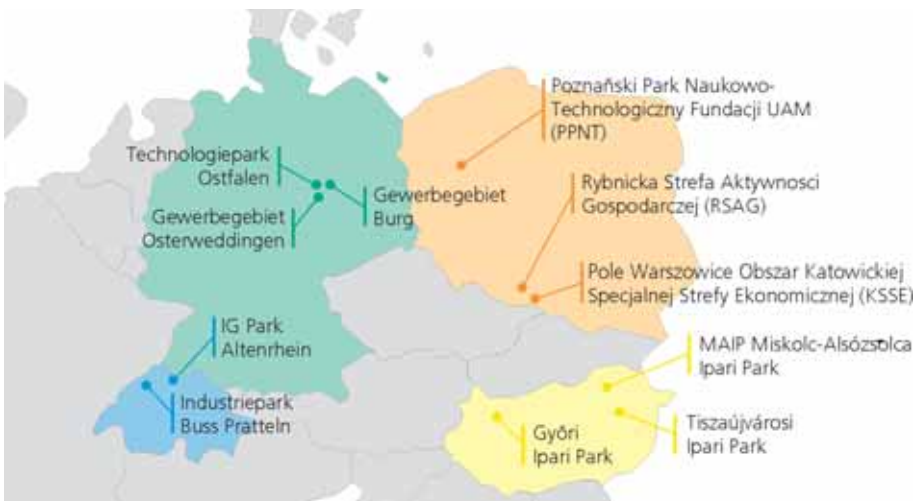 Poznański Park Naukowo-
Technologiczny Fundacji UAM
(PPNT)
Technologiepark
Ostfalen
Gewerbegebiet
Burg
Gewerbegebiet
Osterweddingen
Rybnicka Strefa Aktywnosci
Gospodarczej (RSAG)
Pole Warszowice Obszar Katowickiej
Specjalnej Strefy Ekonomicznej (KSSE)
IG Park
Altenrhein
Industriepark
Buss Pratteln
MAIP Miskolc-Alsózsolca
Ipari Park
Győri
Ipari Park
Tiszaújvárosi
Ipari Park